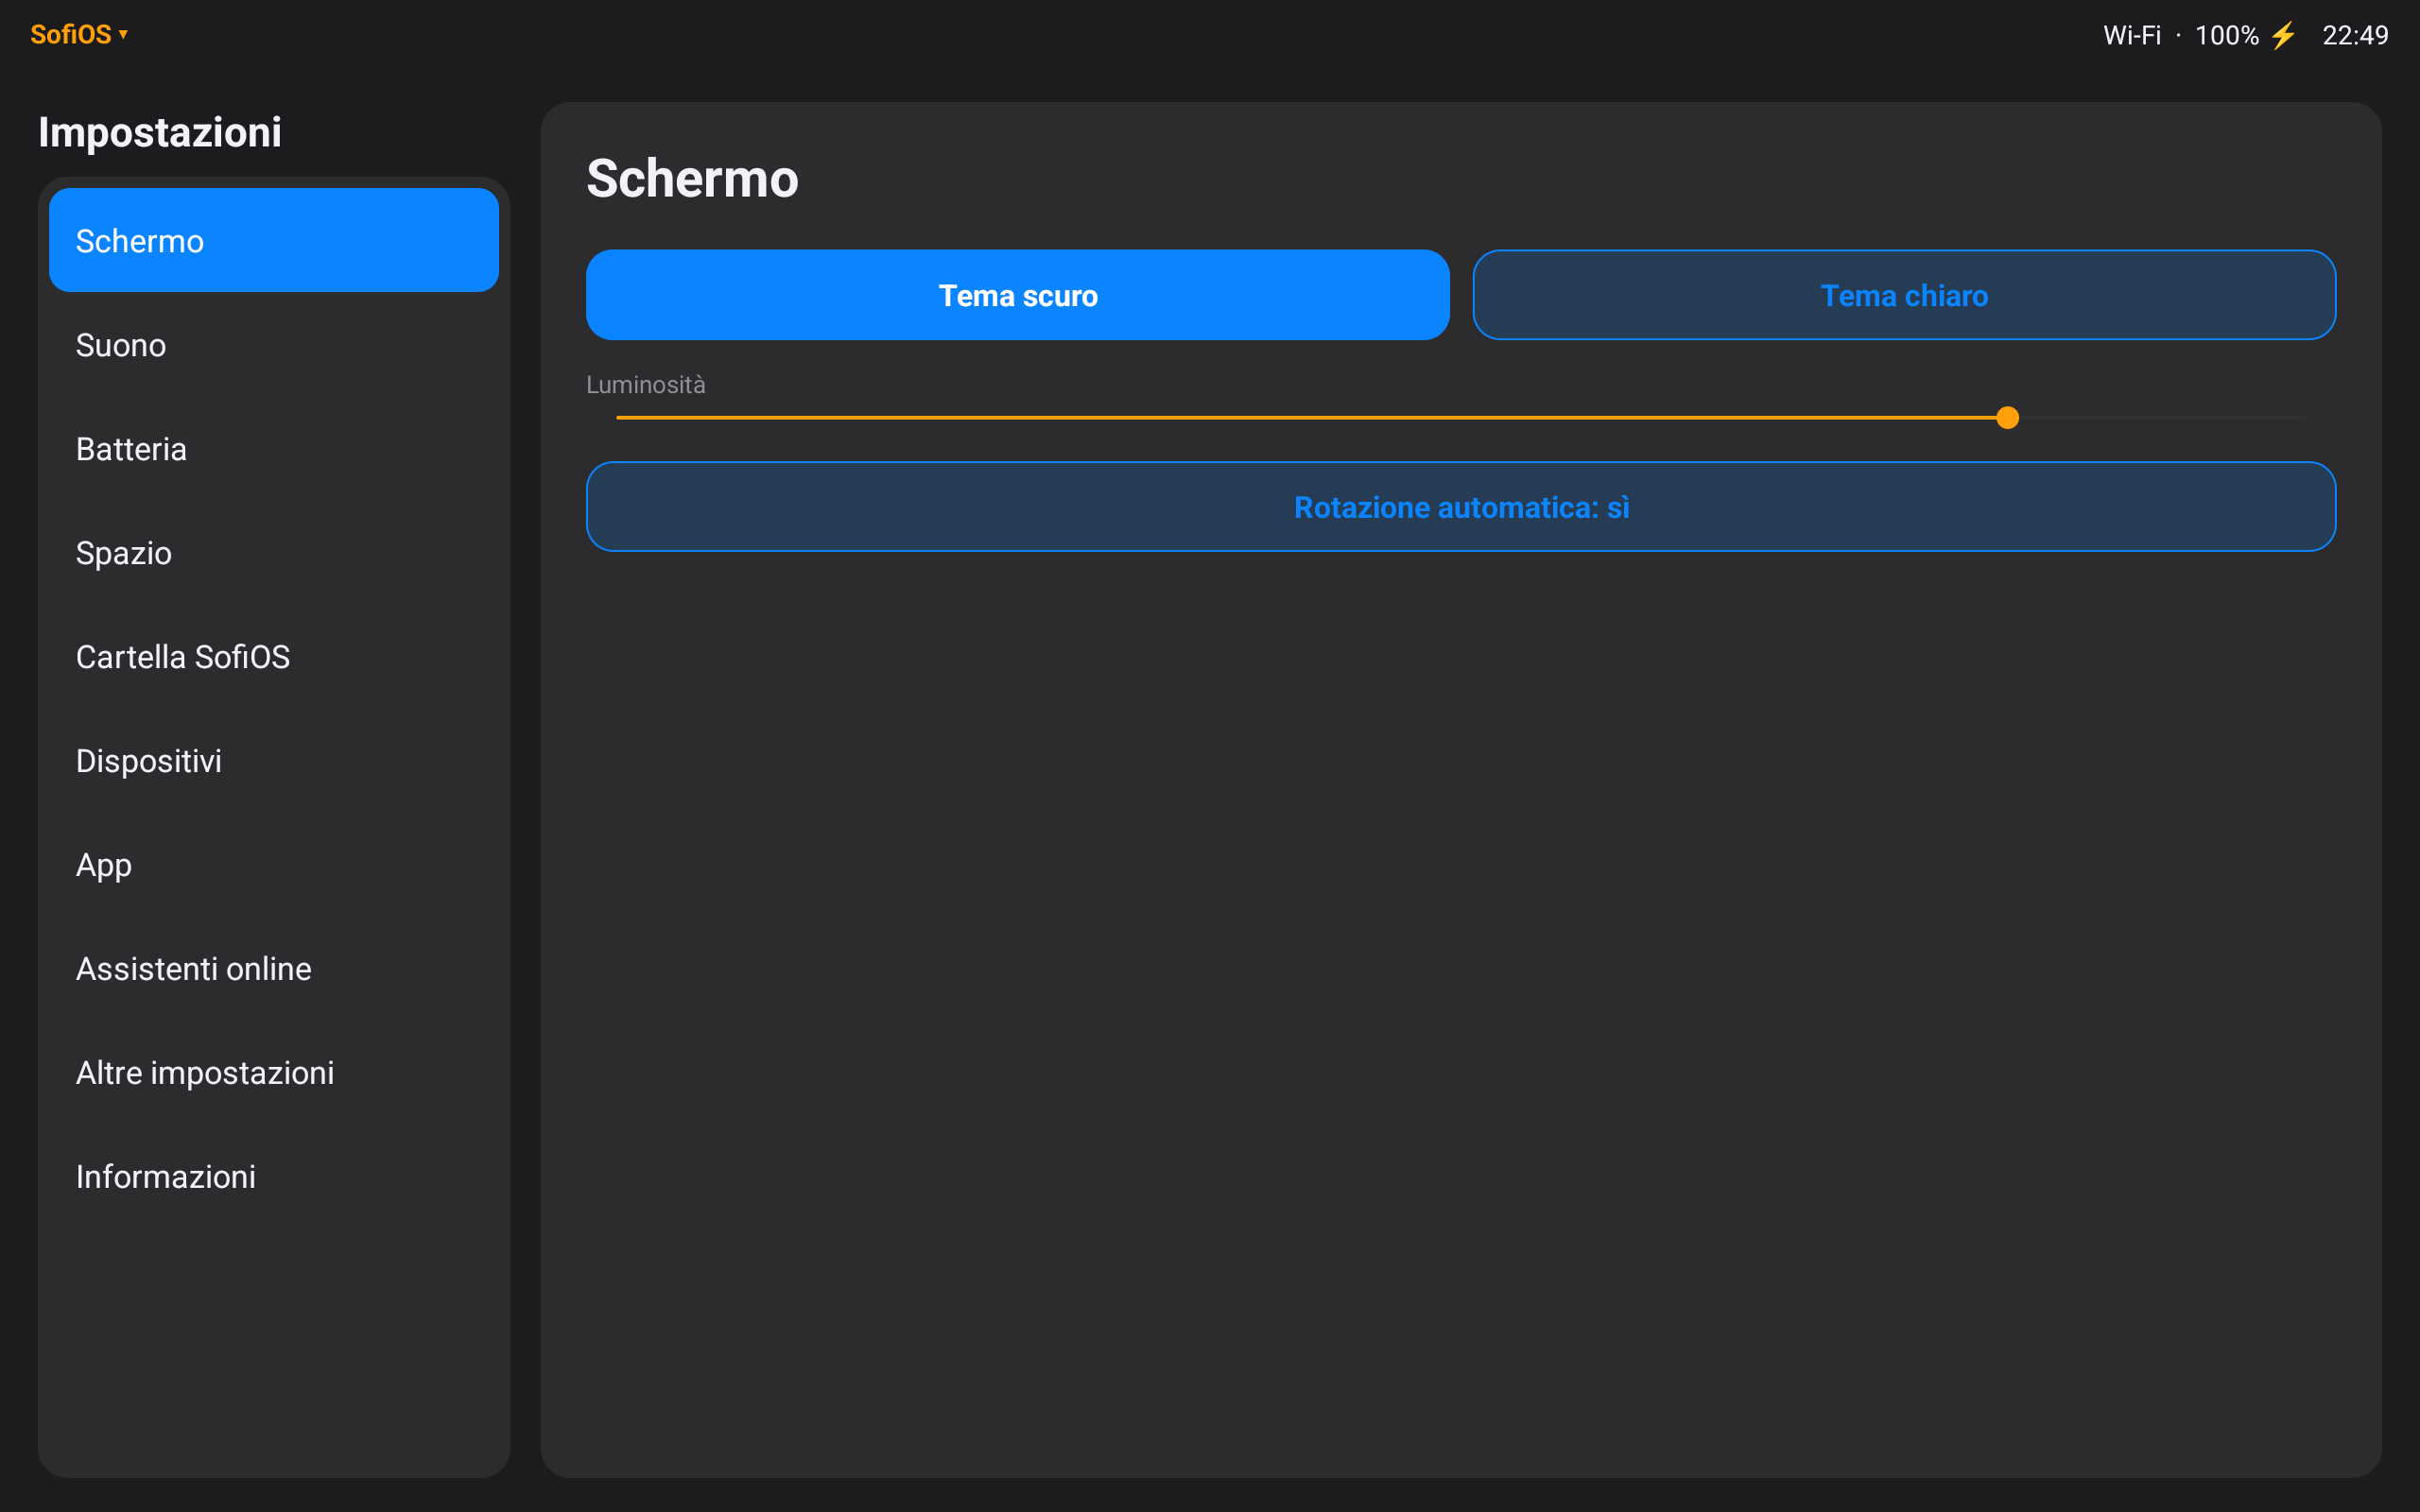 SofiOS ▾
Wi-Fi · 100% ⚡ 22:49
Impostazioni
Schermo
Suono
Batteria
Spazio
Cartella SofiOS
Dispositivi
App
Assistenti online
Altre impostazioni
Informazioni
Schermo
Tema scuro
Tema chiaro
Luminosità
Rotazione automatica: sì